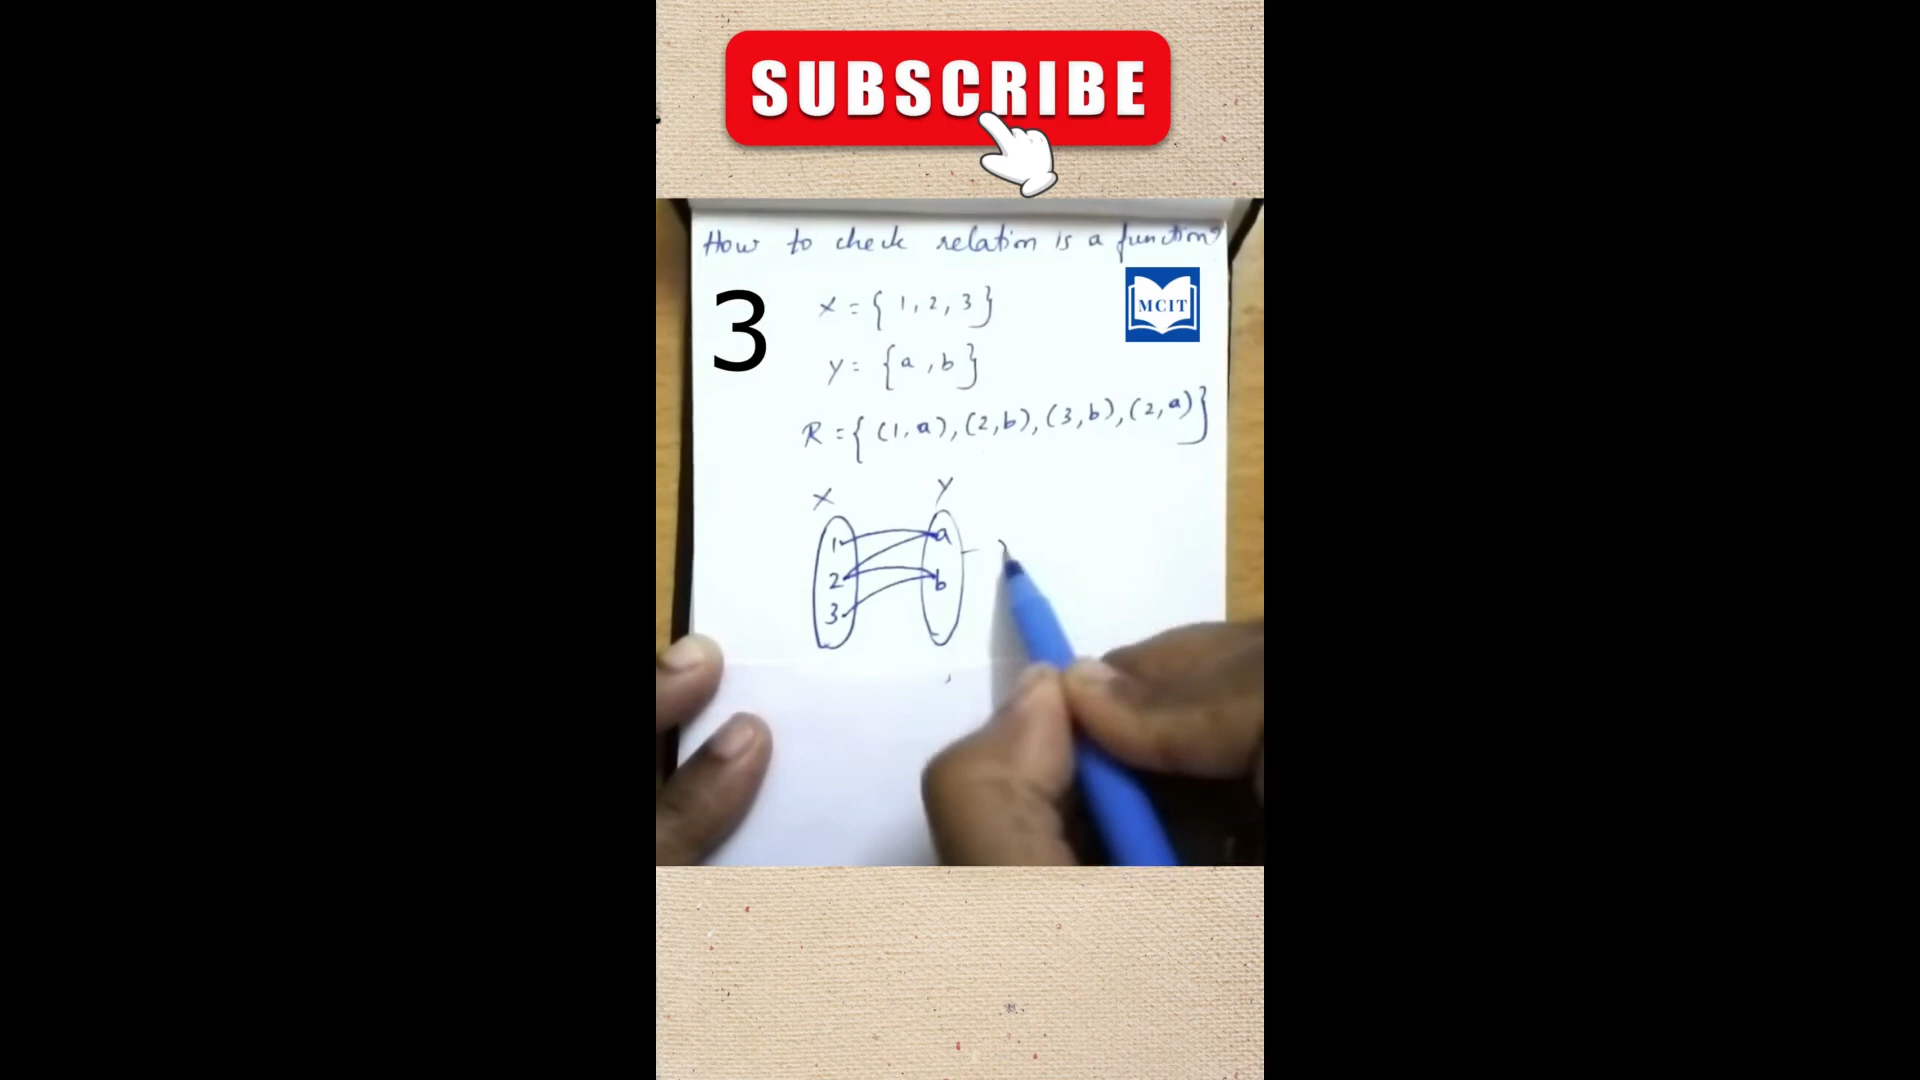 SUBSCRIBE
How to check relation is a function?
3
X = { 1, 2, 3 }
MCIT
Y = { a, b }
R = { (1, a), (2, b), (3, b), (2, a) }
X Y
1 a
2 b
3